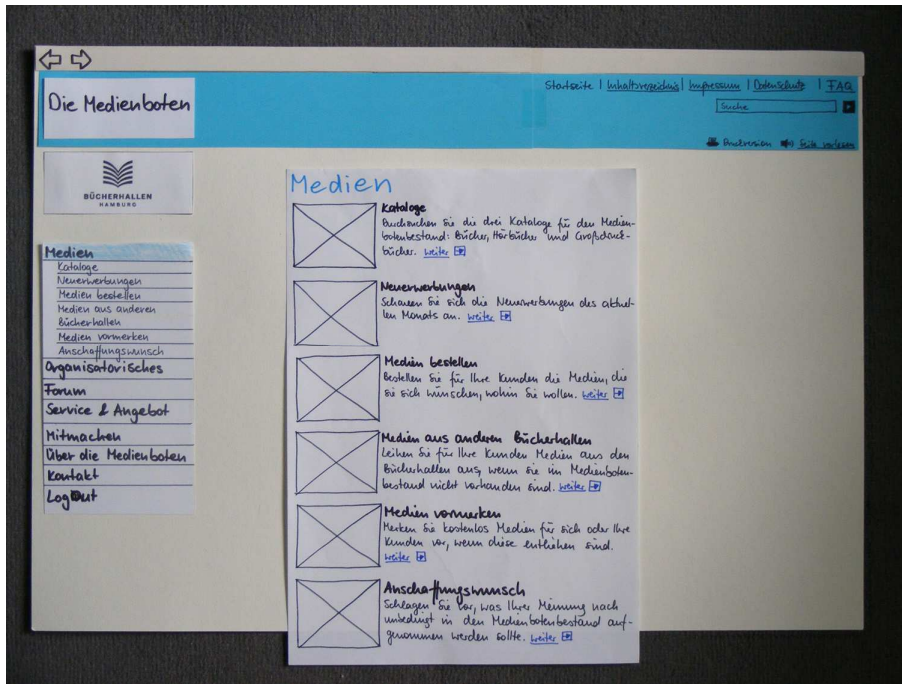 Startseite | Inhaltsverzeichnis | Impressum | Datenschutz | FAQ
Die Medienboten
Suche
Druckversion Seite vorlesen
BÜCHERHALLEN
HAMBURG
Medien
Kataloge
Neuerwerbungen
Medien bestellen
Medien aus anderen
Bücherhallen
Medien vormerken
Anschaffungswunsch
Organisatorisches
Forum
Service & Angebot
Mitmachen
Über die Medienboten
Kontakt
Logout
Medien
Kataloge
Durchsuchen Sie die drei Kataloge für den Medien-
botenbestand: Bücher, Hörbücher und Großdruck-
bücher. weiter
Neuerwerbungen
Schauen Sie sich die Neuerwerbungen des aktuel-
len Monats an. weiter
Medien bestellen
Bestellen Sie für Ihre Kunden die Medien, die
sie sich wünschen, wohin Sie wollen. weiter
Medien aus anderen Bücherhallen
Leihen Sie für Ihre Kunden Medien aus den
Bücherhallen aus, wenn sie im Medienboten-
bestand nicht vorhanden sind. weiter
Medien vormerken
Merken Sie kostenlos Medien für sich oder Ihre
Kunden vor, wenn diese entliehen sind.
weiter
Anschaffungswunsch
Schlagen Sie vor, was Ihrer Meinung nach
unbedingt in den Medienbotenbestand auf-
genommen werden sollte. weiter